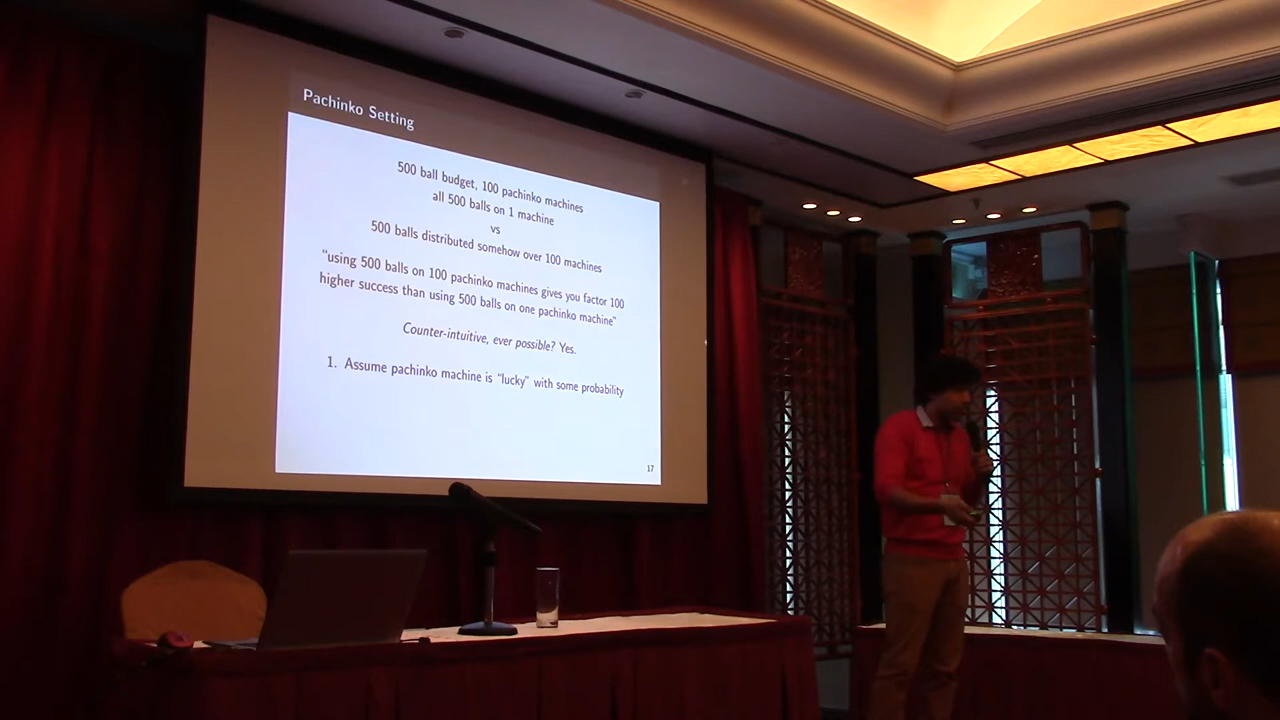 Pachinko Setting
500 ball budget, 100 pachinko machines
all 500 balls on 1 machine
vs
500 balls distributed somehow over 100 machines
"using 500 balls on 100 pachinko machines gives you factor 100
higher success than using 500 balls on one pachinko machine"
Counter-intuitive, ever possible? Yes.
1. Assume pachinko machine is "lucky" with some probability
17